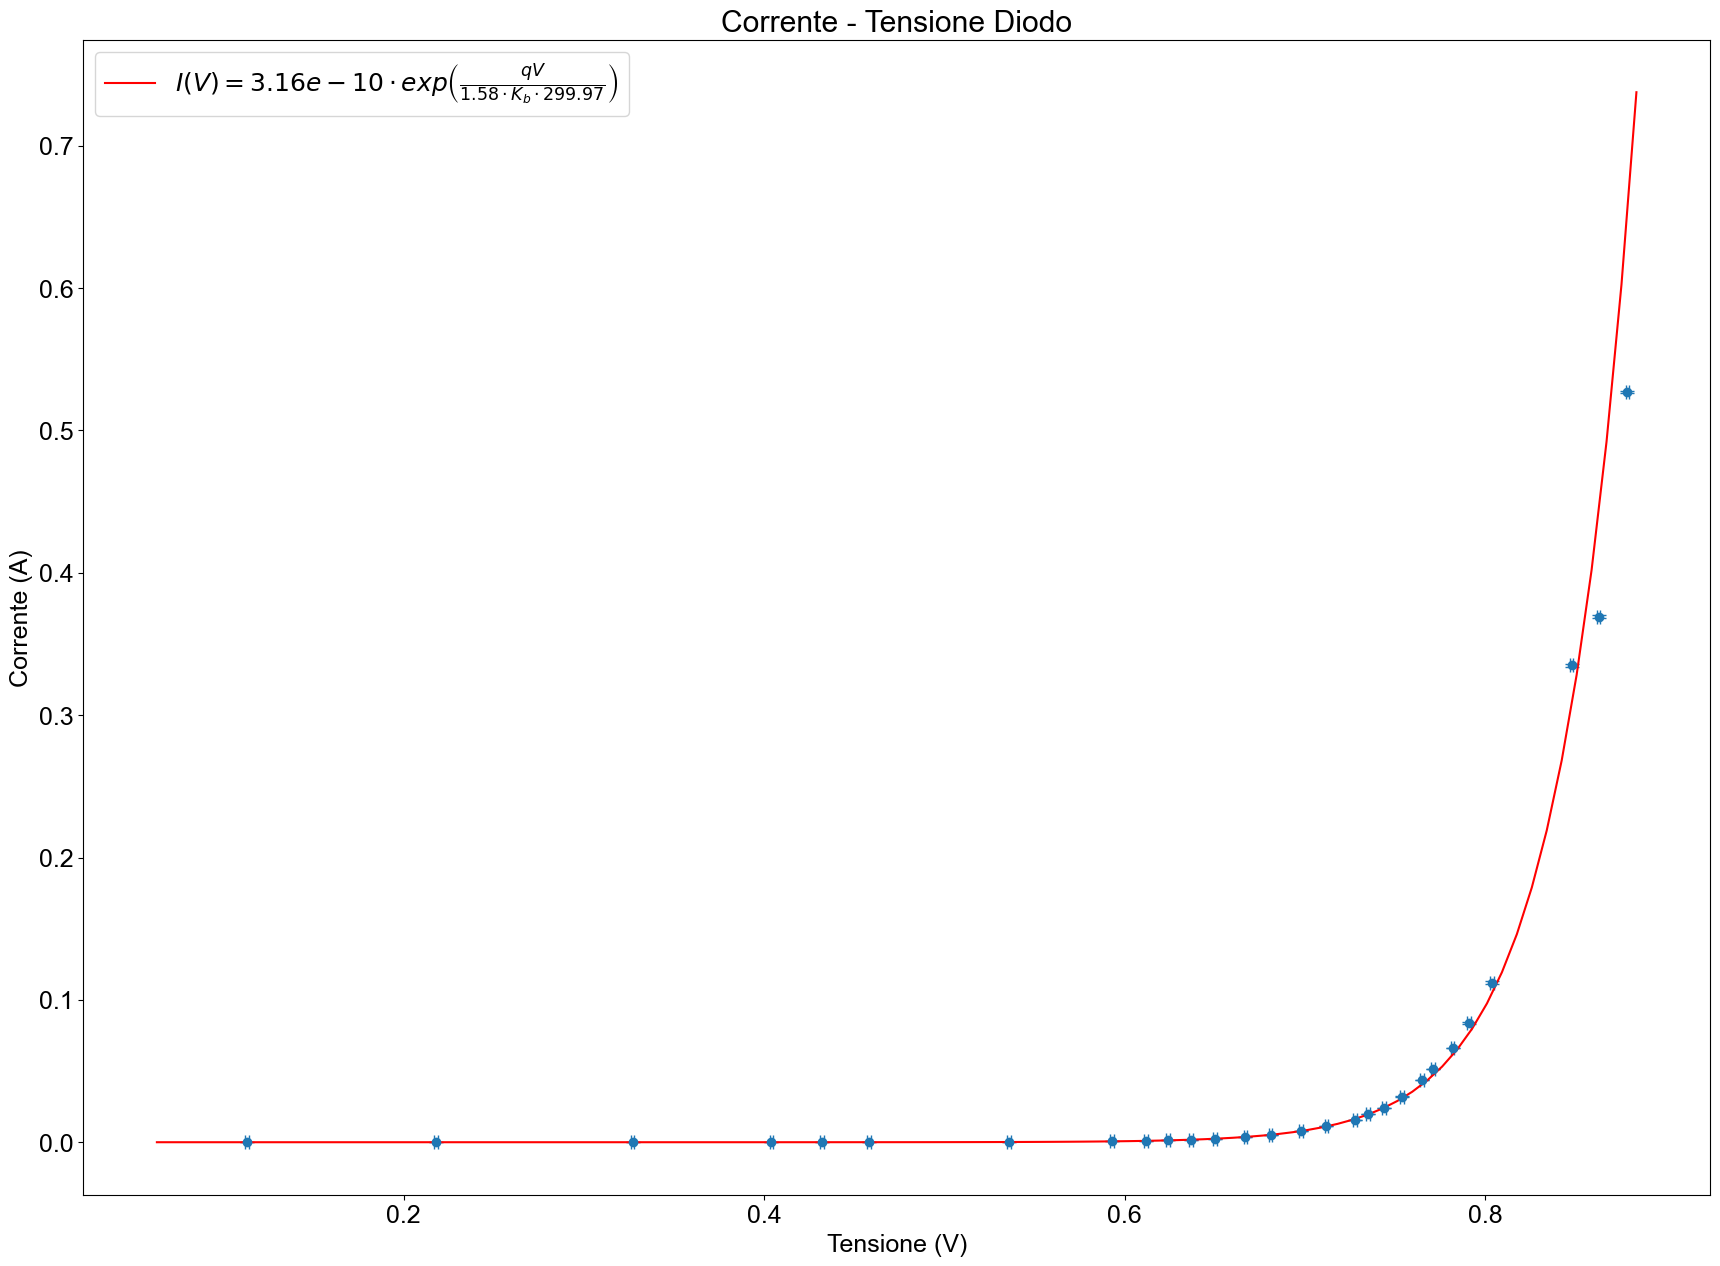 Corrente - Tensione Diodo
I(V) = 3.16e − 10 · exp(qV / 1.58 · K_b · 299.97)
0.7
0.6
0.5
0.4
0.3
0.2
0.1
0.0
Corrente (A)
0.2 0.4 0.6 0.8
Tensione (V)